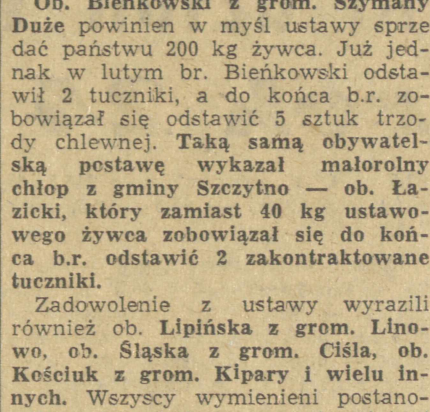 Ob. Bieńkowski z grom. Szymany
Duże powinien w myśl ustawy sprze
dać państwu 200 kg żywca. Już jed-
nak w lutym br. Bieńkowski odsta-
wił 2 tuczniki, a do końca b.r. zo-
bowiązał się odstawić 5 sztuk trzo-
dy chlewnej. Taką samą obywatel-
ską postawę wykazał małorolny
chłop z gminy Szczytno — ob. Ła-
zicki, który zamiast 40 kg ustawo-
wego żywca zobowiązał się do koń-
ca b.r. odstawić 2 zakontraktowane
tuczniki.
Zadowolenie z ustawy wyrazili
również ob. Lipińska z grom. Lino-
wo, ob. Śląska z grom. Ciśla, ob.
Kościuk z grom. Kipary i wielu in-
nych. Wszyscy wymienieni postano-